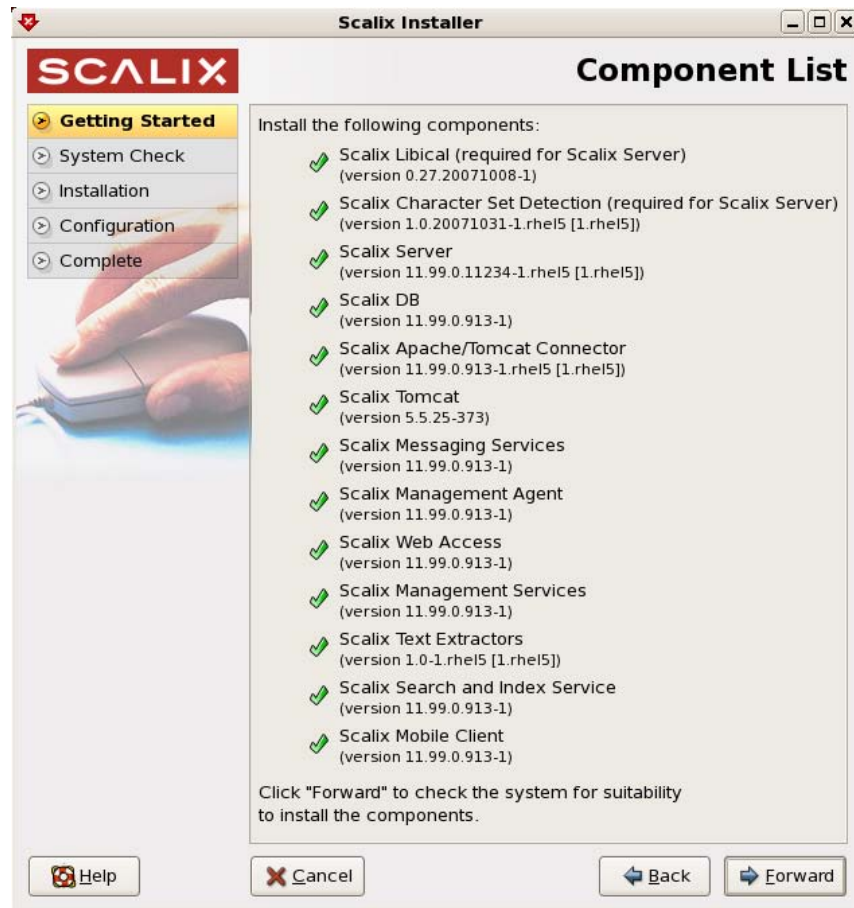 Scalix Installer
SCALIX
Component List
Getting Started
System Check
Installation
Configuration
Complete
Install the following components:
Scalix Libical (required for Scalix Server)
(version 0.27.20071008-1)
Scalix Character Set Detection (required for Scalix Server)
(version 1.0.20071031-1.rhel5 [1.rhel5])
Scalix Server
(version 11.99.0.11234-1.rhel5 [1.rhel5])
Scalix DB
(version 11.99.0.913-1)
Scalix Apache/Tomcat Connector
(version 11.99.0.913-1.rhel5 [1.rhel5])
Scalix Tomcat
(version 5.5.25-373)
Scalix Messaging Services
(version 11.99.0.913-1)
Scalix Management Agent
(version 11.99.0.913-1)
Scalix Web Access
(version 11.99.0.913-1)
Scalix Management Services
(version 11.99.0.913-1)
Scalix Text Extractors
(version 1.0-1.rhel5 [1.rhel5])
Scalix Search and Index Service
(version 11.99.0.913-1)
Scalix Mobile Client
(version 11.99.0.913-1)
Click "Forward" to check the system for suitability
to install the components.
Help
Cancel
Back
Forward